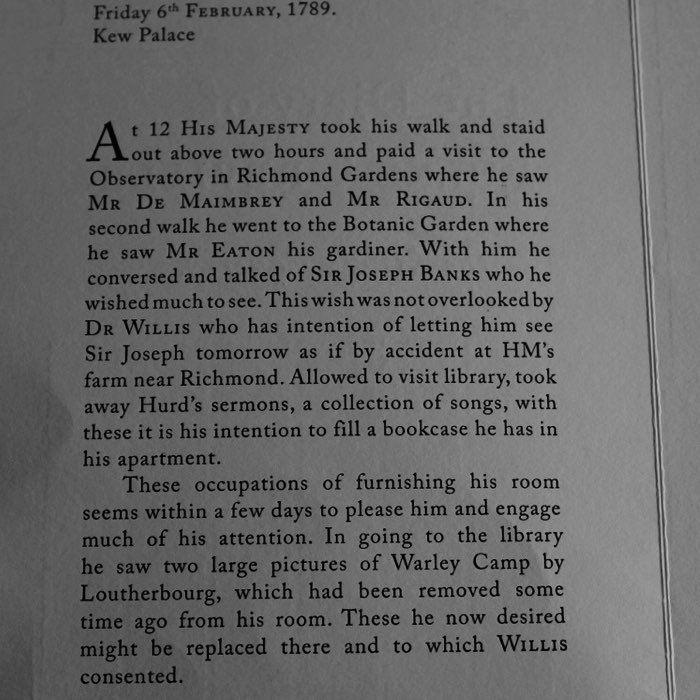 Friday 6th FEBRUARY, 1789.
Kew Palace
At 12 HIS MAJESTY took his walk and staid
out above two hours and paid a visit to the
Observatory in Richmond Gardens where he saw
MR DE MAIMBREY and MR RIGAUD. In his
second walk he went to the Botanic Garden where
he saw MR EATON his gardiner. With him he
conversed and talked of SIR JOSEPH BANKS who he
wished much to see. This wish was not overlooked by
DR WILLIS who has intention of letting him see
Sir Joseph tomorrow as if by accident at HM's
farm near Richmond. Allowed to visit library, took
away Hurd's sermons, a collection of songs, with
these it is his intention to fill a bookcase he has in
his apartment.
These occupations of furnishing his room
seems within a few days to please him and engage
much of his attention. In going to the library
he saw two large pictures of Warley Camp by
Loutherbourg, which had been removed some
time ago from his room. These he now desired
might be replaced there and to which WILLIS
consented.